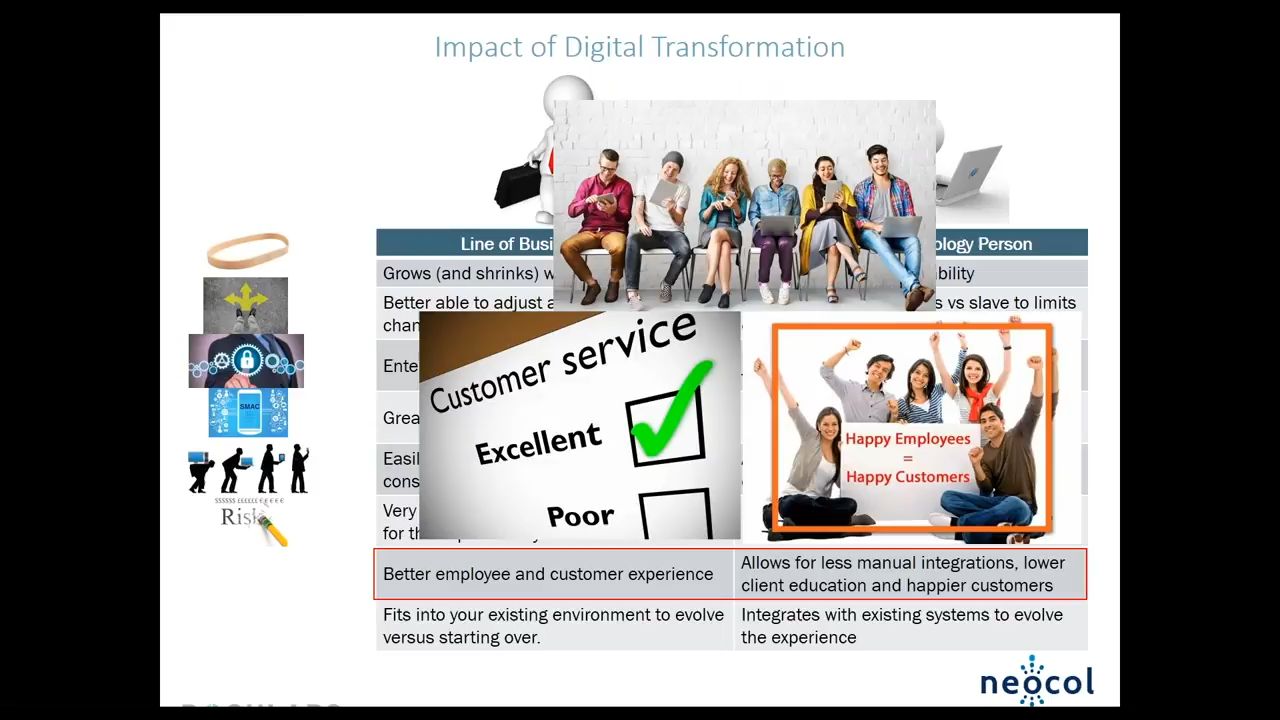 Impact of Digital Transformation
Line of Busi
ology Person
Grows (and shrinks) w
bility
Better able to adjust a
s vs slave to limits
chan
Ente
Grea
Easil
cons
Very
for th
Customer service
Excellent
Poor
Happy Employees
=
Happy Customers
SMAC
Risk
Better employee and customer experience
Allows for less manual integrations, lower
client education and happier customers
Fits into your existing environment to evolve
versus starting over.
Integrates with existing systems to evolve
the experience
neocol